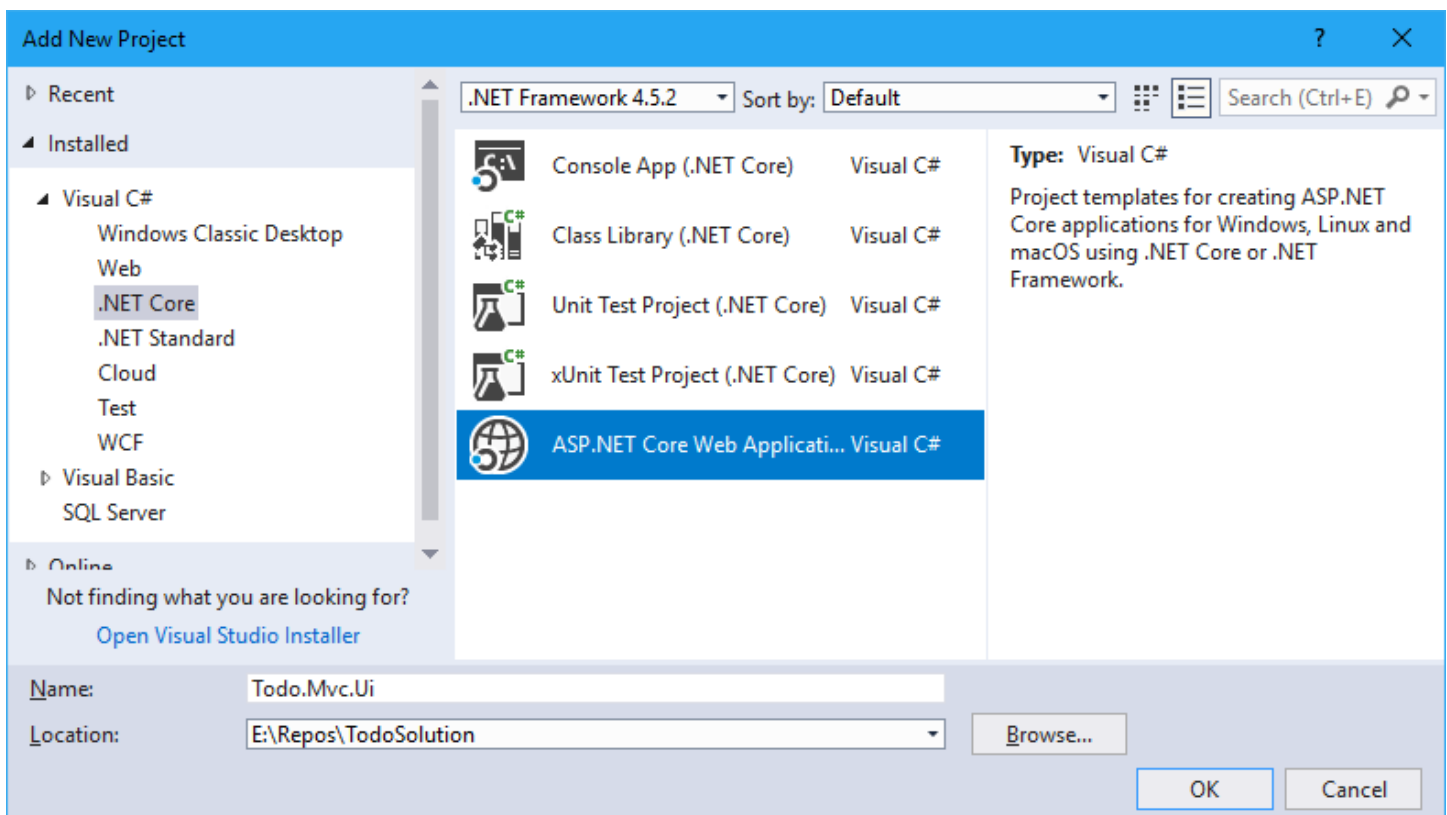 Add New Project
?
Recent
Installed
Visual C#
Windows Classic Desktop
Web
.NET Core
.NET Standard
Cloud
Test
WCF
Visual Basic
SQL Server
Online
Not finding what you are looking for?
Open Visual Studio Installer
.NET Framework 4.5.2 Sort by: Default Search (Ctrl+E)
Console App (.NET Core) Visual C#
Class Library (.NET Core) Visual C#
Unit Test Project (.NET Core) Visual C#
xUnit Test Project (.NET Core) Visual C#
ASP.NET Core Web Applicati... Visual C#
Type: Visual C#
Project templates for creating ASP.NET
Core applications for Windows, Linux and
macOS using .NET Core or .NET
Framework.
Name: Todo.Mvc.Ui
Location: E:\Repos\TodoSolution Browse...
OK Cancel